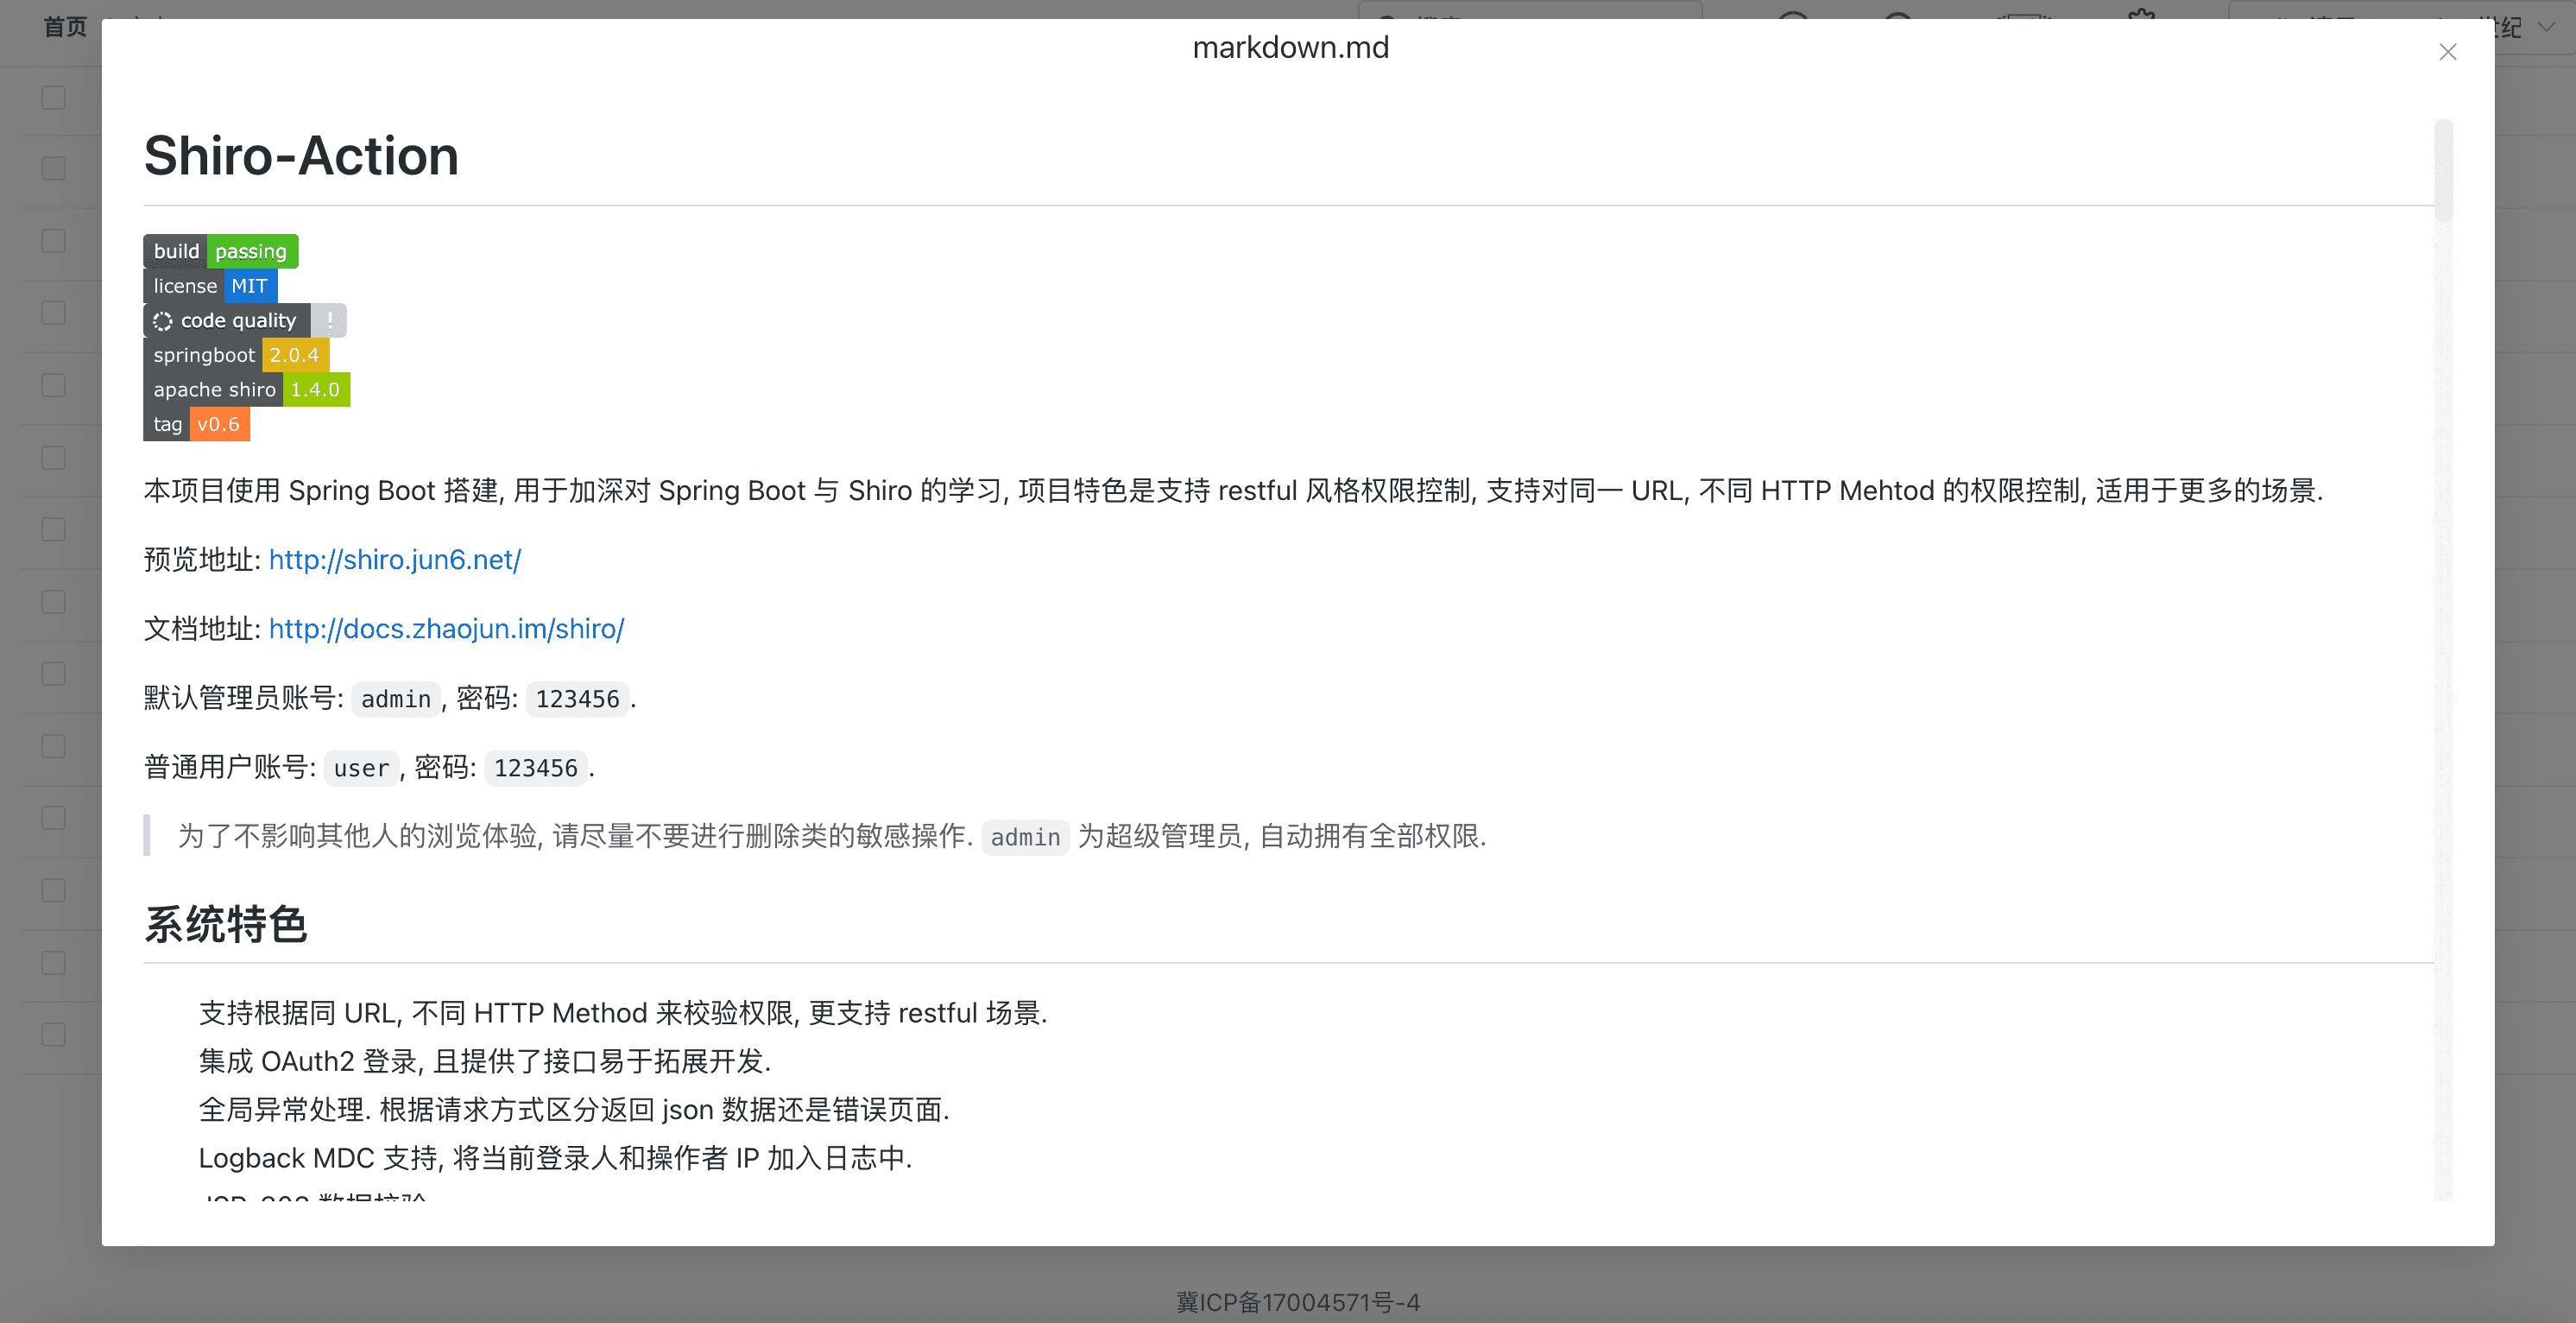 首页
世纪
markdown.md
Shiro-Action
build passing
license MIT
code quality !
springboot 2.0.4
apache shiro 1.4.0
tag v0.6
本项目使用 Spring Boot 搭建, 用于加深对 Spring Boot 与 Shiro 的学习, 项目特色是支持 restful 风格权限控制, 支持对同一 URL, 不同 HTTP Mehtod 的权限控制, 适用于更多的场景.
预览地址: http://shiro.jun6.net/
文档地址: http://docs.zhaojun.im/shiro/
默认管理员账号: admin, 密码: 123456.
普通用户账号: user, 密码: 123456.
为了不影响其他人的浏览体验, 请尽量不要进行删除类的敏感操作. admin 为超级管理员, 自动拥有全部权限.
系统特色
支持根据同 URL, 不同 HTTP Method 来校验权限, 更支持 restful 场景.
集成 OAuth2 登录, 且提供了接口易于拓展开发.
全局异常处理. 根据请求方式区分返回 json 数据还是错误页面.
Logback MDC 支持, 将当前登录人和操作者 IP 加入日志中.
冀ICP备17004571号-4